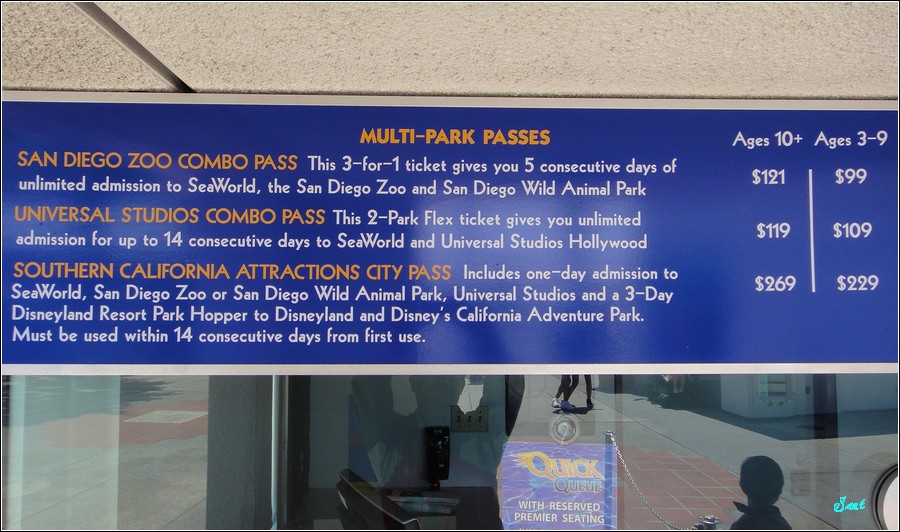 MULTI-PARK PASSES
Ages 10+ Ages 3-9
SAN DIEGO ZOO COMBO PASS This 3-for-1 ticket gives you 5 consecutive days of
unlimited admission to SeaWorld, the San Diego Zoo and San Diego Wild Animal Park
$121 $99
UNIVERSAL STUDIOS COMBO PASS This 2-Park Flex ticket gives you unlimited
admission for up to 14 consecutive days to SeaWorld and Universal Studios Hollywood
$119 $109
SOUTHERN CALIFORNIA ATTRACTIONS CITY PASS Includes one-day admission to
SeaWorld, San Diego Zoo or San Diego Wild Animal Park, Universal Studios and a 3-Day
Disneyland Resort Park Hopper to Disneyland and Disney's California Adventure Park.
Must be used within 14 consecutive days from first use.
$269 $229
QUICK
QUEUE
WITH RESERVED
PREMIER SEATING